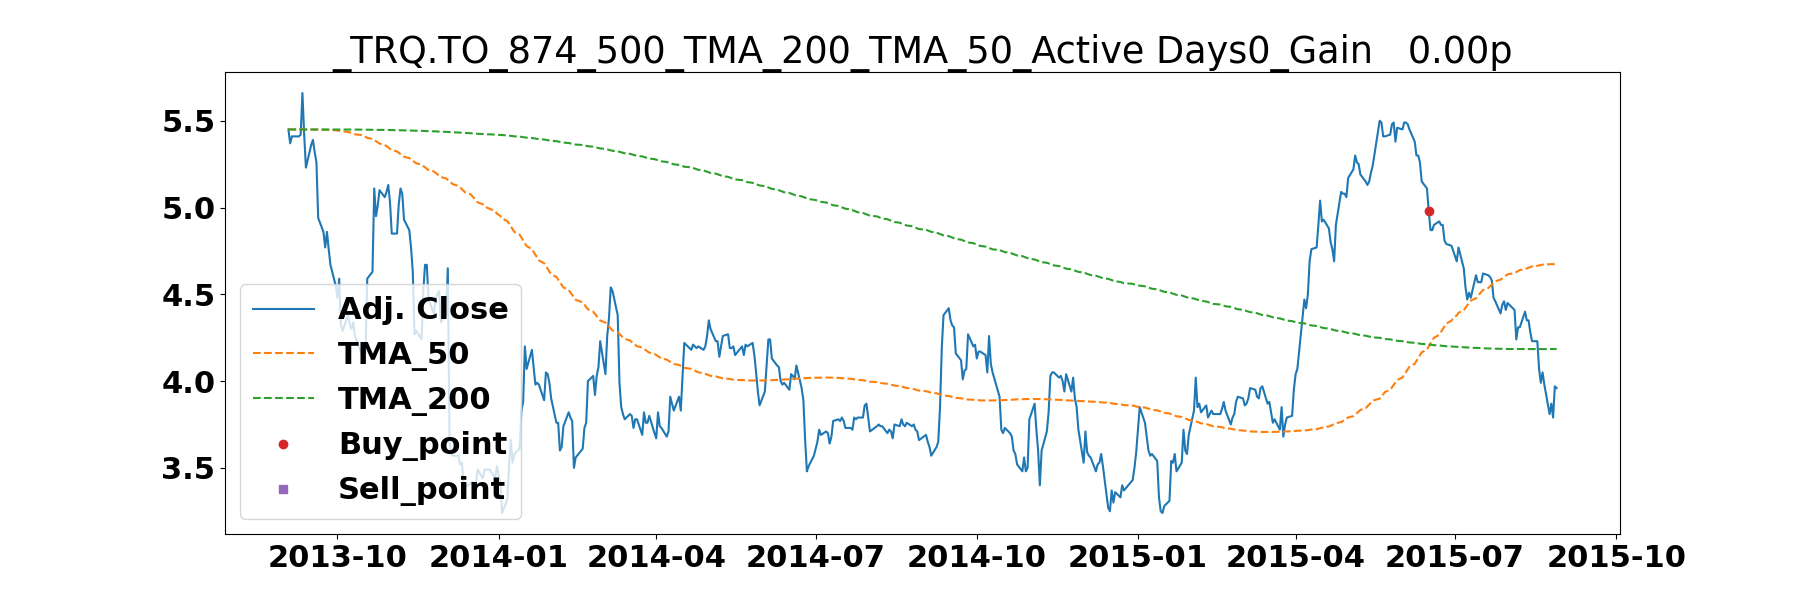 _TRQ.TO_874_500_TMA_200_TMA_50_Active Days0_Gain   0.00p
5.5
5.0
4.5
4.0
3.5
Adj. Close
TMA_50
TMA_200
Buy_point
Sell_point
2013-10 2014-01 2014-04 2014-07 2014-10 2015-01 2015-04 2015-07 2015-10